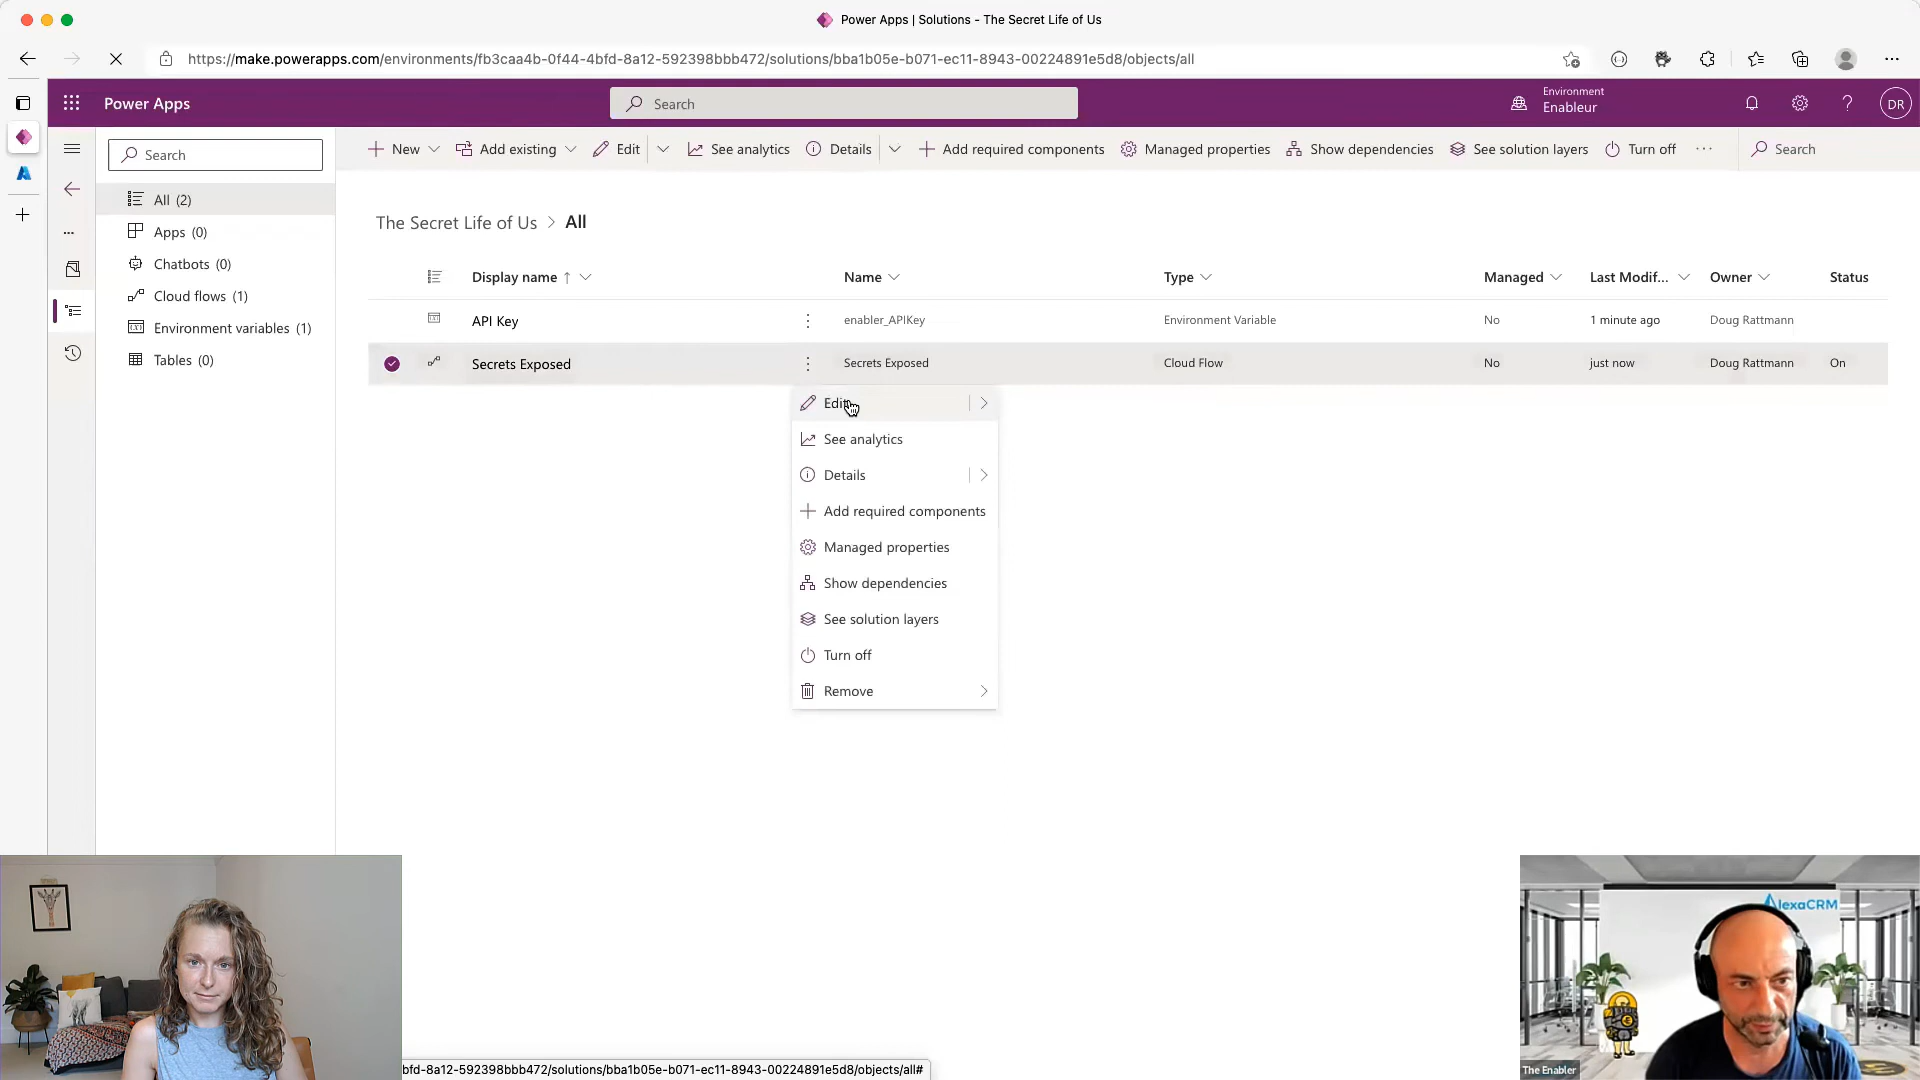 Power Apps | Solutions - The Secret Life of Us
https://make.powerapps.com/environments/fb3caa4b-0f44-4bfd-8a12-592398bbb472/solutions/bba1b05e-b071-ec11-8943-00224891e5d8/objects/all
Power Apps
Search
Environment
Enableur
DR
Search
New
Add existing
Edit
See analytics
Details
Add required components
Managed properties
Show dependencies
See solution layers
Turn off
Search
All (2)
Apps (0)
Chatbots (0)
Cloud flows (1)
Environment variables (1)
Tables (0)
The Secret Life of Us > All
Display name ↑ Name Type Managed Last Modif... Owner Status
API Key enabler_APIKey Environment Variable No 1 minute ago Doug Rattmann
Secrets Exposed Secrets Exposed Cloud Flow No just now Doug Rattmann On
Edit
See analytics
Details
Add required components
Managed properties
Show dependencies
See solution layers
Turn off
Remove
AlexaCRM
The Enabler
bfd-8a12-592398bbb472/solutions/bba1b05e-b071-ec11-8943-00224891e5d8/objects/all#